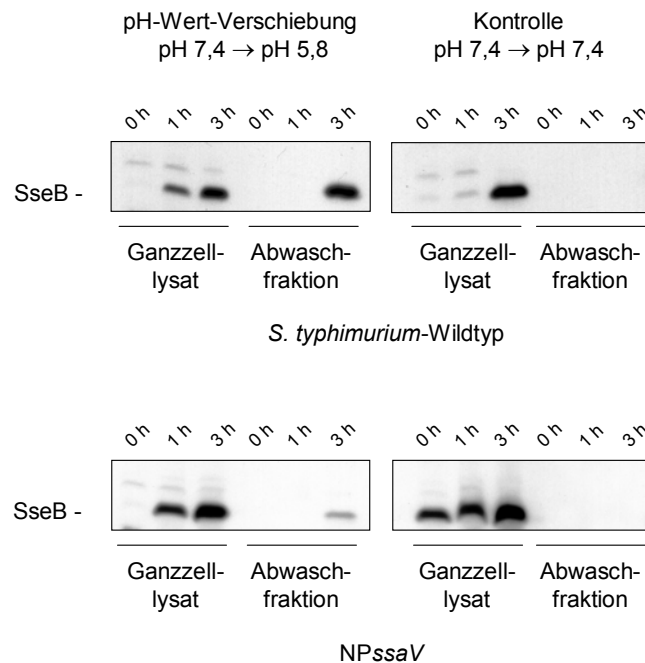 pH-Wert-Verschiebung
pH 7,4 → pH 5,8
Kontrolle
pH 7,4 → pH 7,4
0 h 1 h 3 h 0 h 1 h 3 h
0 h 1 h 3 h 0 h 1 h 3 h
SseB -
Ganzzell-
lysat
Abwasch-
fraktion
Ganzzell-
lysat
Abwasch-
fraktion
S. typhimurium-Wildtyp
0 h 1 h 3 h 0 h 1 h 3 h
0 h 1 h 3 h 0 h 1 h 3 h
SseB -
Ganzzell-
lysat
Abwasch-
fraktion
Ganzzell-
lysat
Abwasch-
fraktion
NPssaV